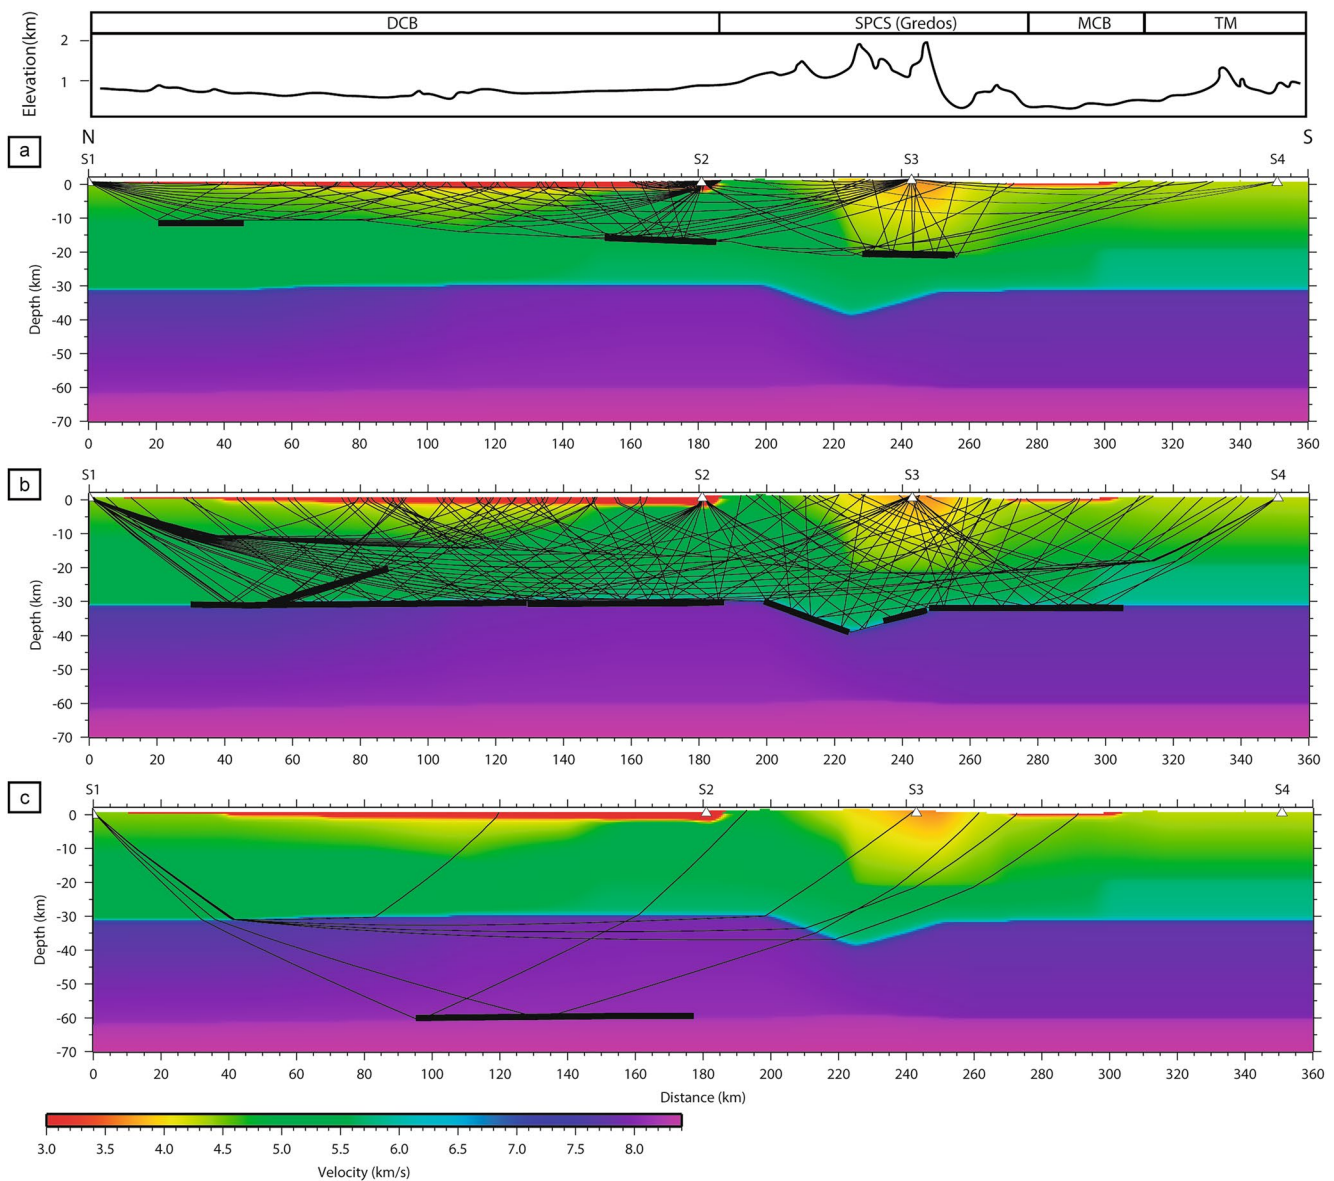 DCB SPCS (Gredos) MCB TM
Elevation(km)
2
1
a
N S
S1 S2 S3 S4
0
-10
-20
-30
-40
-50
-60
-70
Depth (km)
0 20 40 60 80 100 120 140 160 180 200 220 240 260 280 300 320 340 360
b
S1 S2 S3 S4
0
-10
-20
-30
-40
-50
-60
-70
Depth (km)
0 20 40 60 80 100 120 140 160 180 200 220 240 260 280 300 320 340 360
c
S1 S2 S3 S4
0
-10
-20
-30
-40
-50
-60
-70
Depth (km)
0 20 40 60 80 100 120 140 160 180 200 220 240 260 280 300 320 340 360
Distance (km)
3.0 3.5 4.0 4.5 5.0 5.5 6.0 6.5 7.0 7.5 8.0
Velocity (km/s)